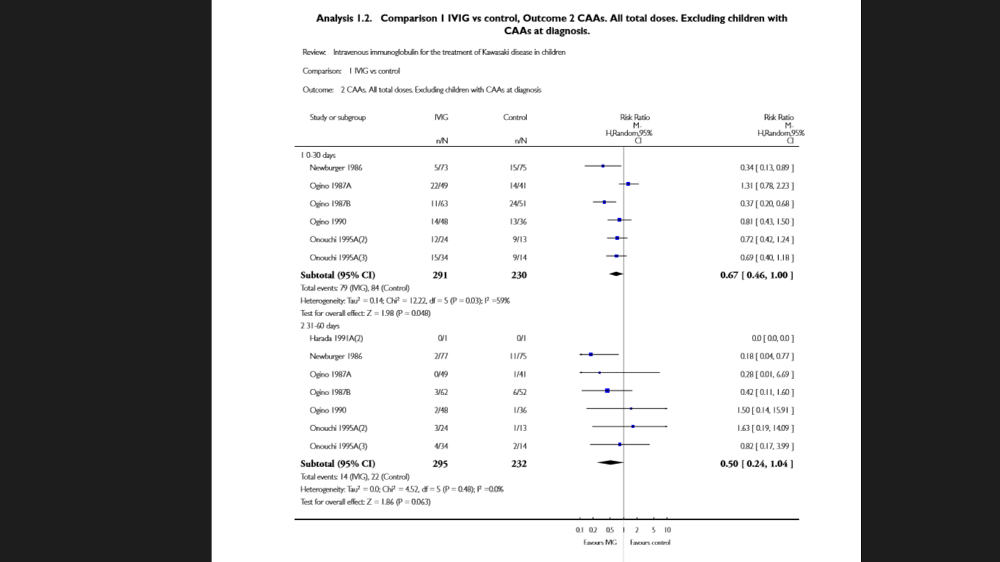 Analysis 1.2. Comparison 1 IVIG vs control, Outcome 2 CAAs. All total doses. Excluding children with
CAAs at diagnosis.
Review: Intravenous immunoglobulin for the treatment of Kawasaki disease in children
Comparison: 1 IVIG vs control
Outcome: 2 CAAs. All total doses. Excluding children with CAAs at diagnosis
Study or subgroup IVIG Control Risk Ratio Risk Ratio
M- M-
H,Random,95% H,Random,95%
n/N n/N CI CI
1 0-30 days
Newburger 1986 5/73 15/75 0.34 [ 0.13, 0.89 ]
Ogino 1987A 22/49 14/41 1.31 [ 0.78, 2.23 ]
Ogino 1987B 11/63 24/51 0.37 [ 0.20, 0.68 ]
Ogino 1990 14/48 13/36 0.81 [ 0.43, 1.50 ]
Onouchi 1995A(2) 12/24 9/13 0.72 [ 0.42, 1.24 ]
Onouchi 1995A(3) 15/34 9/14 0.69 [ 0.40, 1.18 ]
Subtotal (95% CI) 291 230 0.67 [ 0.46, 1.00 ]
Total events: 79 (IVIG), 84 (Control)
Heterogeneity: Tau² = 0.14; Chi² = 12.22, df = 5 (P = 0.03); I² =59%
Test for overall effect: Z = 1.98 (P = 0.048)
2 31-60 days
Harada 1991A(2) 0/1 0/1 0.0 [ 0.0, 0.0 ]
Newburger 1986 2/77 11/75 0.18 [ 0.04, 0.77 ]
Ogino 1987A 0/49 1/41 0.28 [ 0.01, 6.69 ]
Ogino 1987B 3/62 6/52 0.42 [ 0.11, 1.60 ]
Ogino 1990 2/48 1/36 1.50 [ 0.14, 15.91 ]
Onouchi 1995A(2) 3/24 1/13 1.63 [ 0.19, 14.09 ]
Onouchi 1995A(3) 4/34 2/14 0.82 [ 0.17, 3.99 ]
Subtotal (95% CI) 295 232 0.50 [ 0.24, 1.04 ]
Total events: 14 (IVIG), 22 (Control)
Heterogeneity: Tau² = 0.0; Chi² = 4.52, df = 5 (P = 0.48); I² =0.0%
Test for overall effect: Z = 1.86 (P = 0.063)
0.1 0.2 0.5 1 2 5 10
Favours IVIG Favours control